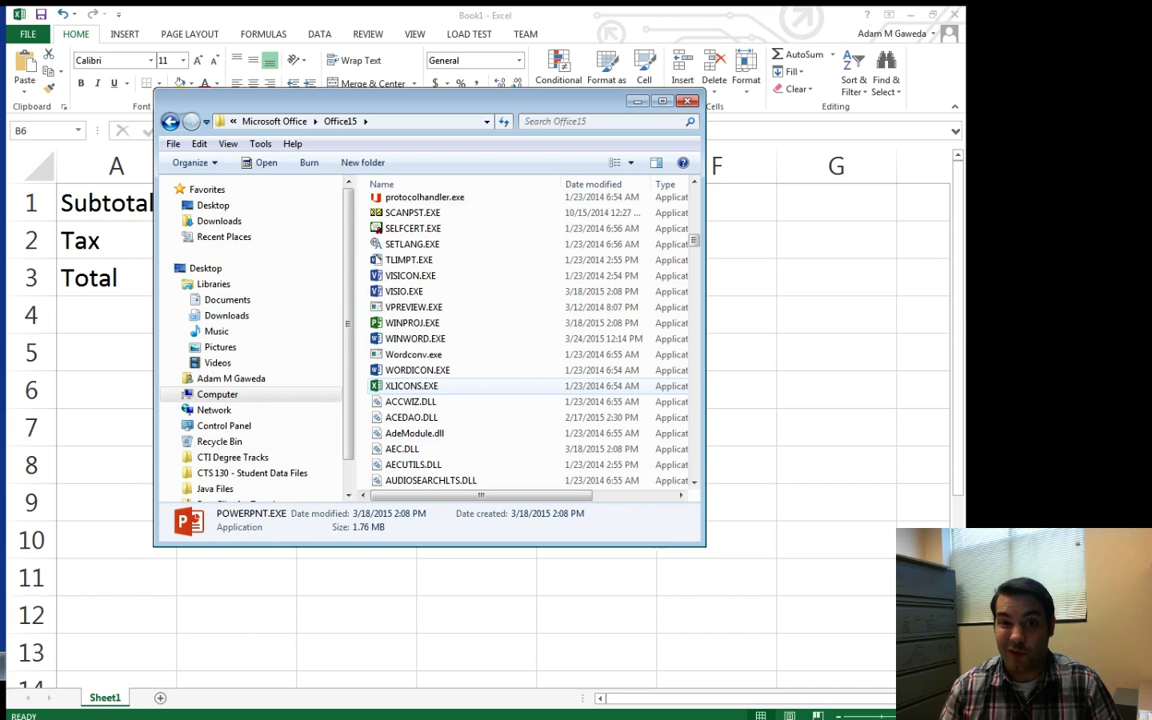 Book1 - Excel
FILE HOME INSERT PAGE LAYOUT FORMULAS DATA REVIEW VIEW LOAD TEST TEAM Adam M Gaweda
Calibri 11 Wrap Text General AutoSum
Paste B I U Merge & Center $ % , Conditional Format as Cell Insert Delete Format Fill Sort & Find &
Clear Filter Select
Clipboard Font Cells Editing
B6
Microsoft Office Office15 Search Office15
File Edit View Tools Help
Organize Open Burn New folder
A F G
1 Subtotal
2 Tax
3 Total
4
5
6
7
8
9
10
11
12
13
14
Favorites
Desktop
Downloads
Recent Places
Desktop
Libraries
Documents
Downloads
Music
Pictures
Videos
Adam M Gaweda
Computer
Network
Control Panel
Recycle Bin
CTI Degree Tracks
CTS 130 - Student Data Files
Java Files
Name Date modified Type
protocolhandler.exe 1/23/2014 6:54 AM Applicat
SCANPST.EXE 10/15/2014 12:27 ... Applicat
SELFCERT.EXE 1/23/2014 6:56 AM Applicat
SETLANG.EXE 1/23/2014 6:56 AM Applicat
TLIMPT.EXE 1/23/2014 2:55 PM Applicat
VISICON.EXE 1/23/2014 2:54 PM Applicat
VISIO.EXE 3/18/2015 2:08 PM Applicat
VPREVIEW.EXE 3/12/2014 8:07 PM Applicat
WINPROJ.EXE 3/18/2015 2:08 PM Applicat
WINWORD.EXE 3/24/2015 12:14 PM Applicat
Wordconv.exe 1/23/2014 6:55 AM Applicat
WORDICON.EXE 1/23/2014 6:54 AM Applicat
XLICONS.EXE 1/23/2014 6:54 AM Applicat
ACCWIZ.DLL 1/23/2014 6:55 AM Applicat
ACEDAO.DLL 2/17/2015 2:30 PM Applicat
AdeModule.dll 1/23/2014 6:55 AM Applicat
AEC.DLL 3/18/2015 2:08 PM Applicat
AECUTILS.DLL 1/23/2014 2:55 PM Applicat
AUDIOSEARCHLTS.DLL 1/23/2014 6:55 AM Applicat
POWERPNT.EXE Date modified: 3/18/2015 2:08 PM Date created: 3/18/2015 2:08 PM
Application Size: 1.76 MB
Sheet1
READY